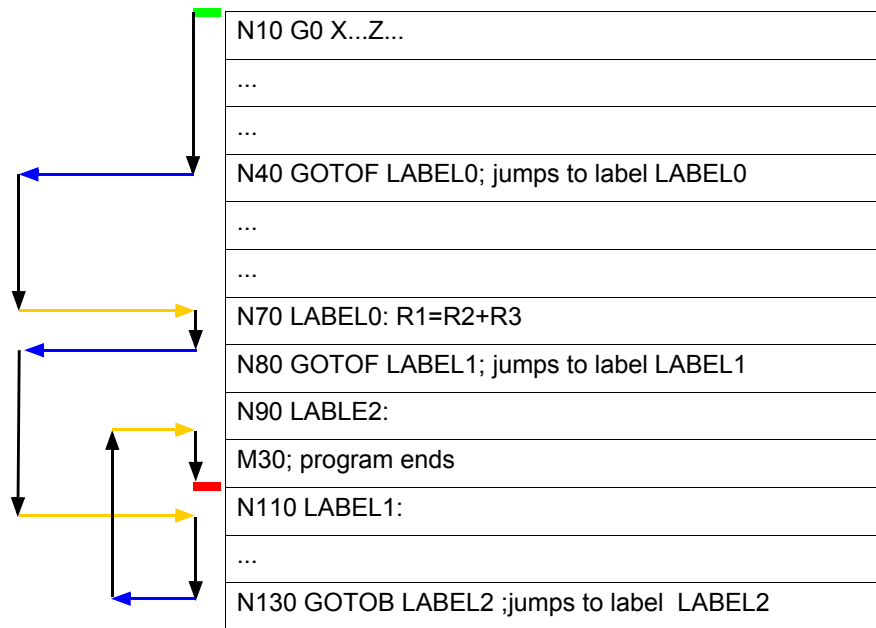 N10 G0 X...Z...
...
...
N40 GOTOF LABEL0; jumps to label LABEL0
...
...
N70 LABEL0: R1=R2+R3
N80 GOTOF LABEL1; jumps to label LABEL1
N90 LABLE2:
M30; program ends
N110 LABEL1:
...
N130 GOTOB LABEL2 ;jumps to label  LABEL2